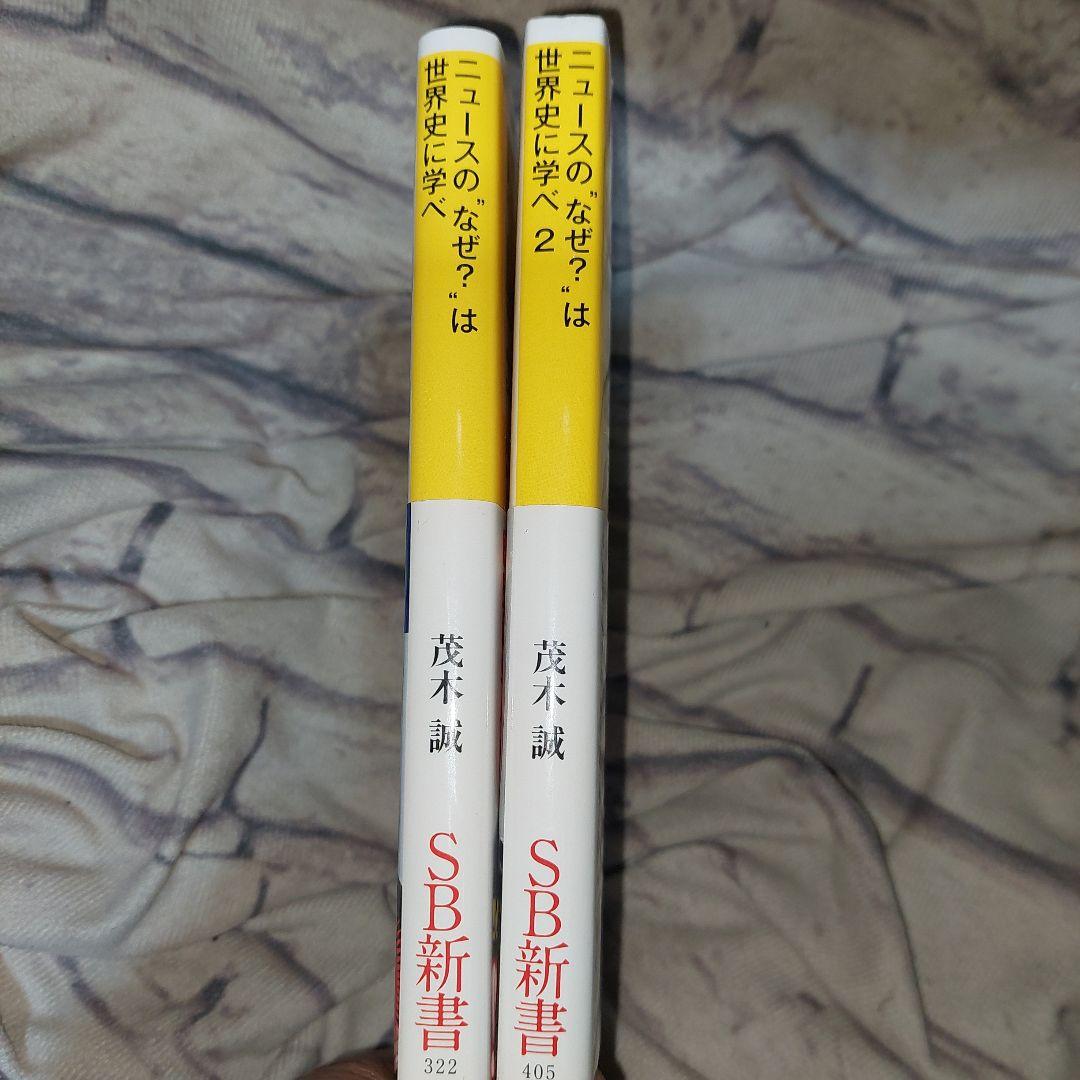 ニュースの”なぜ？“は
世界史に学べ
茂木 誠
SB新書
322
ニュースの”なぜ？“は
世界史に学べ 2
茂木 誠
SB新書
405